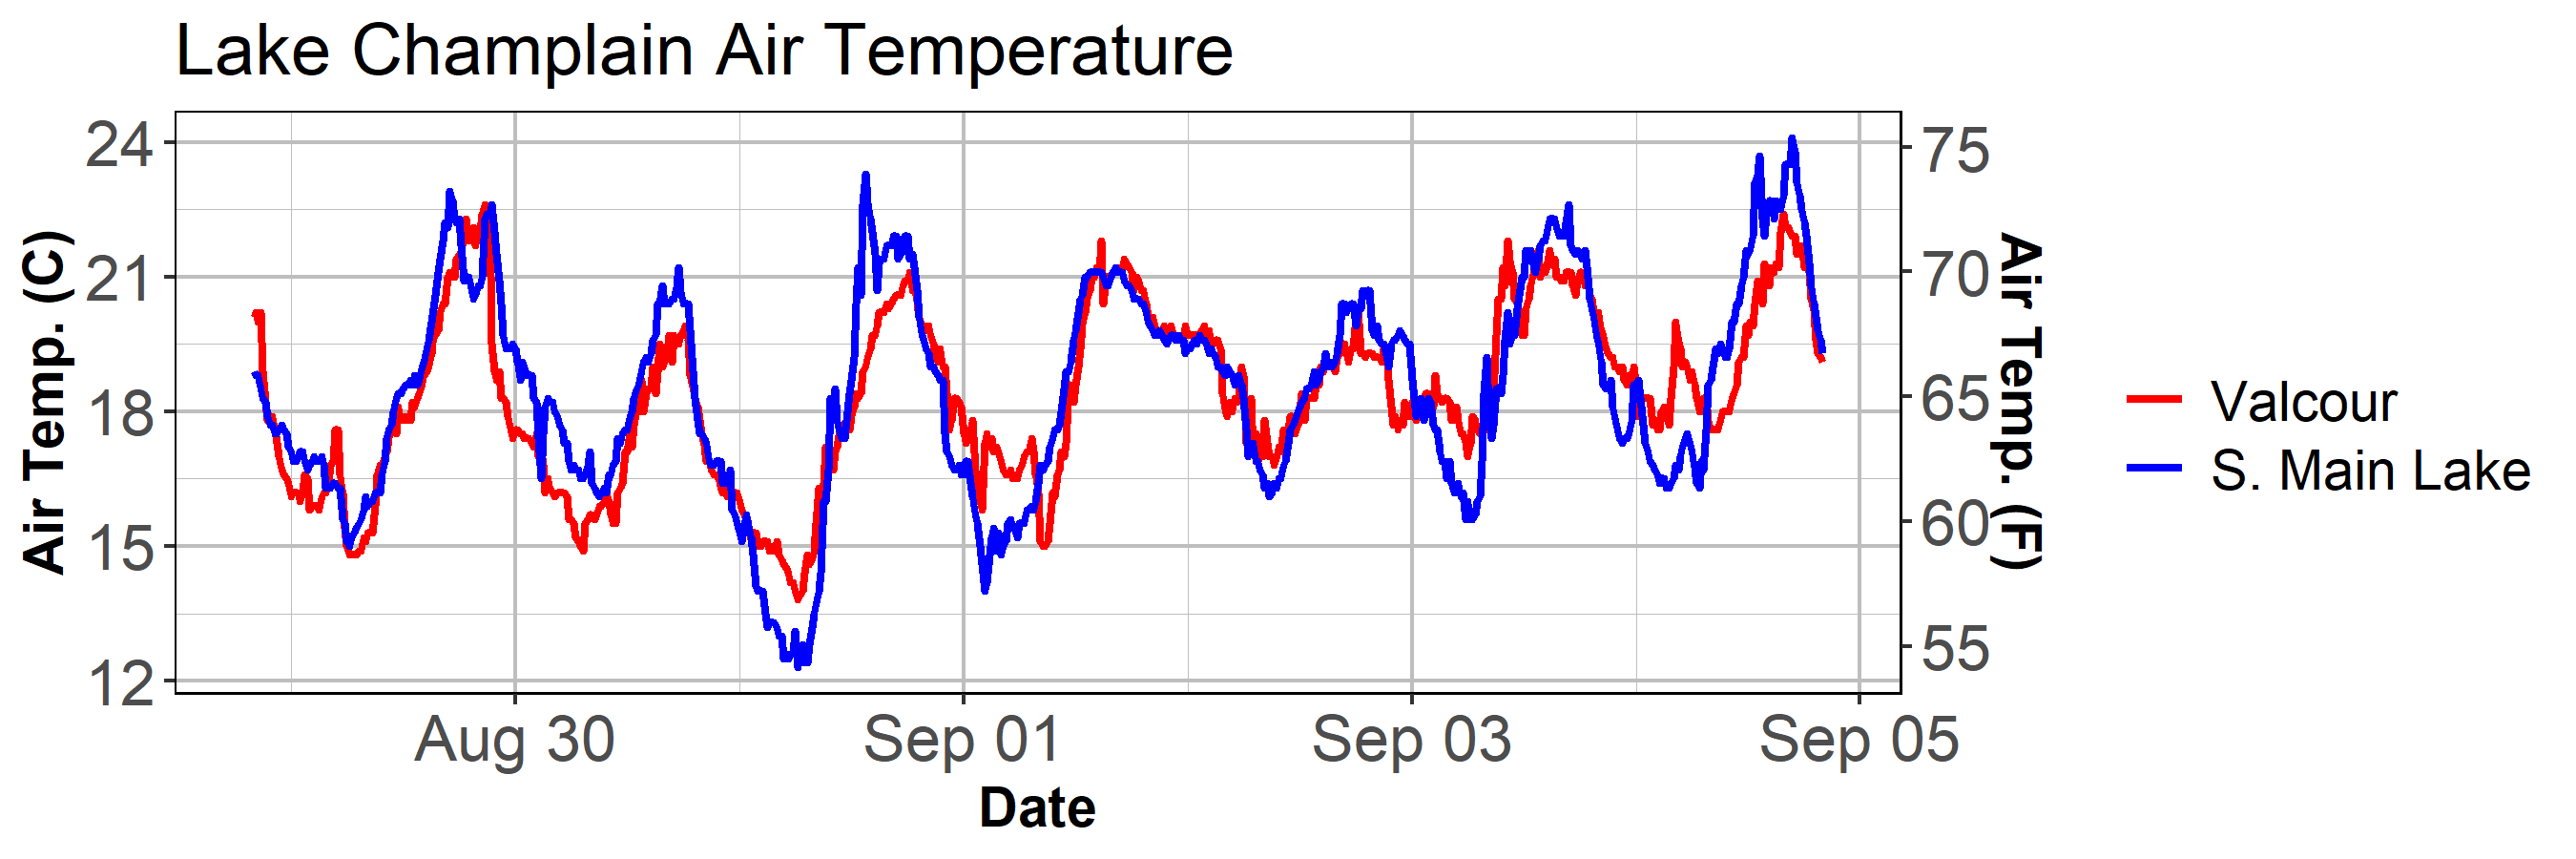 Lake Champlain Air Temperature
Air Temp. (C)
24
21
18
15
12
75
70
65
60
55
Air Temp. (F)
Aug 30
Sep 01
Sep 03
Sep 05
Date
Valcour
S. Main Lake